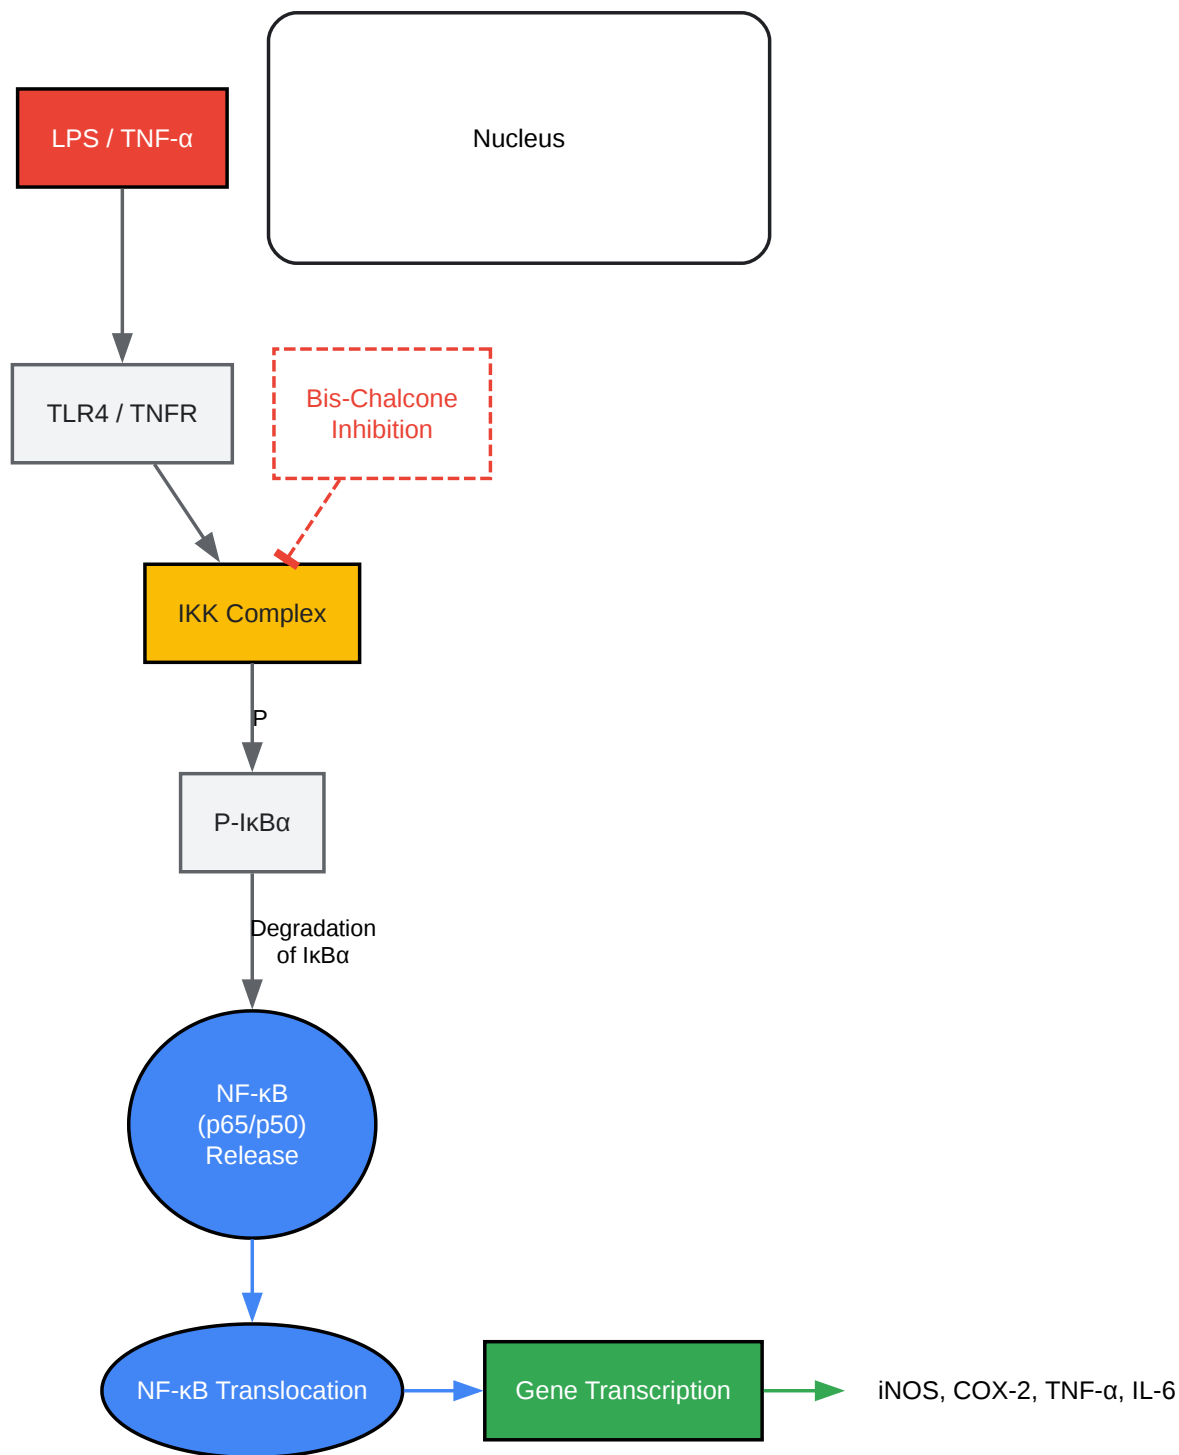 Nucleus
LPS / TNF-α
TLR4 / TNFR
Bis-Chalcone
Inhibition
IKK Complex
P
P-IκBα
Degradation
of IκBα
NF-κB
(p65/p50)
Release
NF-κB Translocation
Gene Transcription
iNOS, COX-2, TNF-α, IL-6